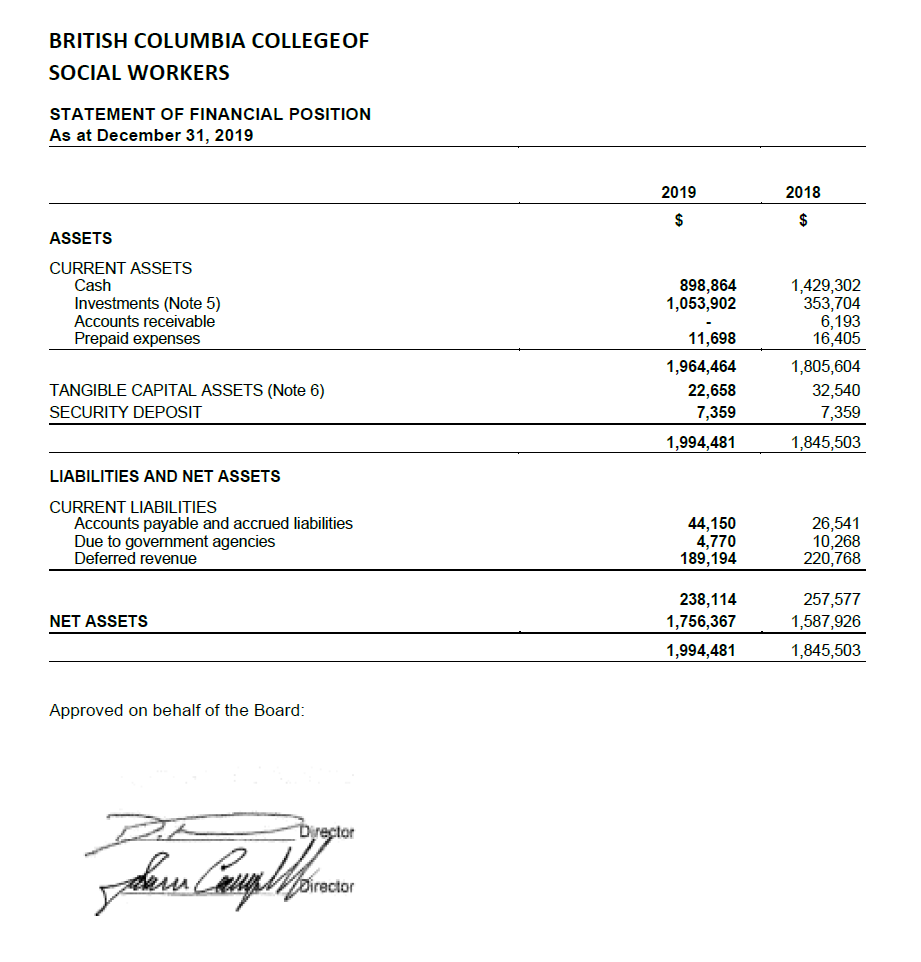 BRITISH COLUMBIA COLLEGEOF
SOCIAL WORKERS
STATEMENT OF FINANCIAL POSITION
As at December 31, 2019
2019 2018
$ $
ASSETS
CURRENT ASSETS
Cash 898,864 1,429,302
Investments (Note 5) 1,053,902 353,704
Accounts receivable - 6,193
Prepaid expenses 11,698 16,405
1,964,464 1,805,604
TANGIBLE CAPITAL ASSETS (Note 6) 22,658 32,540
SECURITY DEPOSIT 7,359 7,359
1,994,481 1,845,503
LIABILITIES AND NET ASSETS
CURRENT LIABILITIES
Accounts payable and accrued liabilities 44,150 26,541
Due to government agencies 4,770 10,268
Deferred revenue 189,194 220,768
238,114 257,577
NET ASSETS 1,756,367 1,587,926
1,994,481 1,845,503
Approved on behalf of the Board:
Director
Director